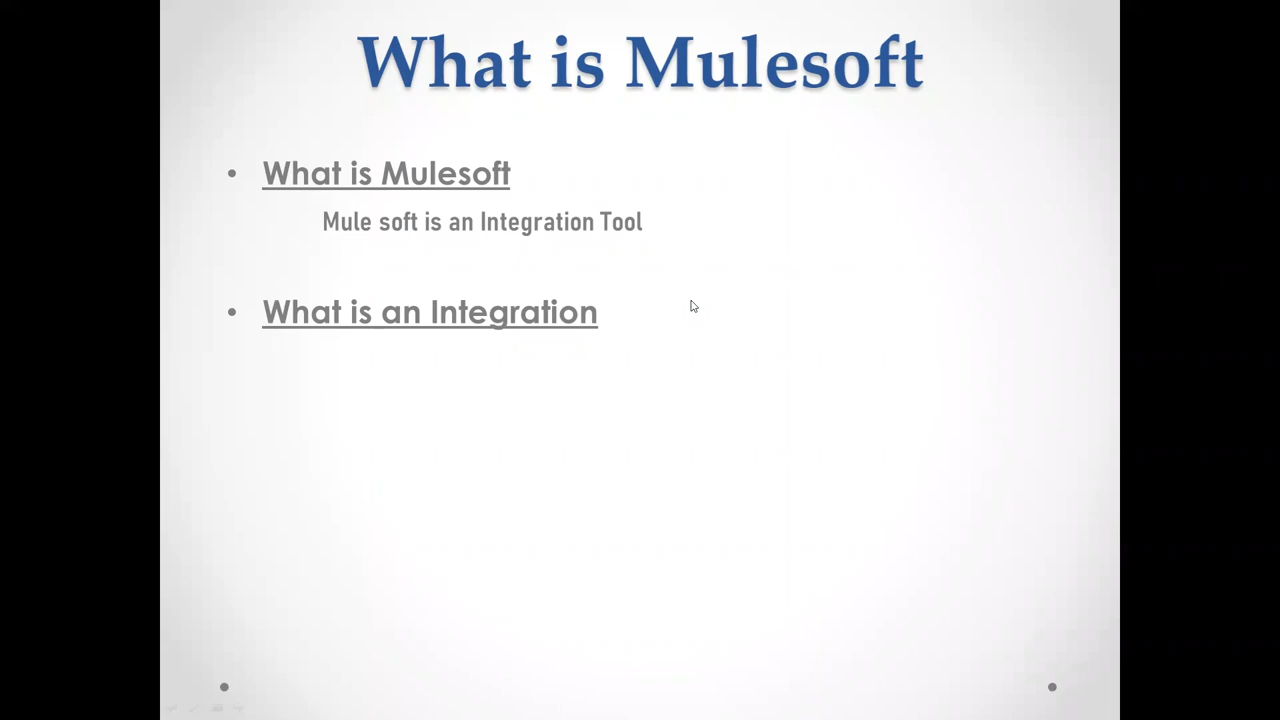 What is Mulesoft
• What is Mulesoft
Mule soft is an Integration Tool
• What is an Integration